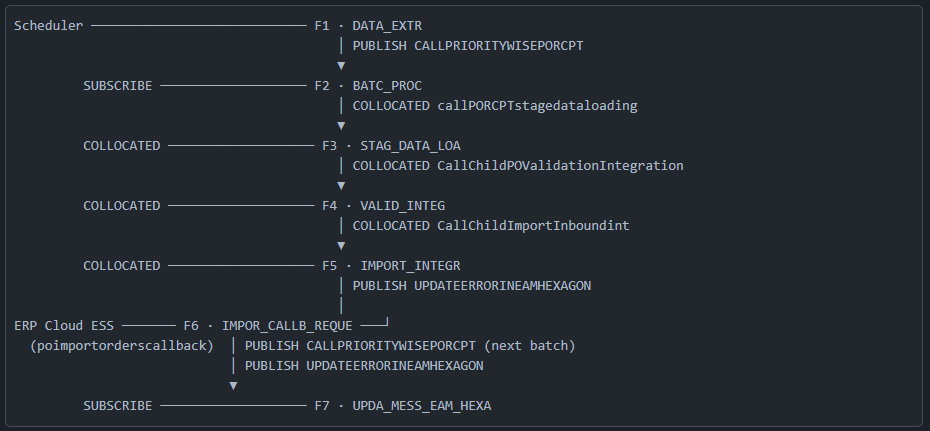 Scheduler ──────────────────────────── F1 · DATA_EXTR
│ PUBLISH CALLPRIORITYWISEPORCPT
▼
SUBSCRIBE ─────────────────── F2 · BATC_PROC
│ COLLOCATED callPORCPTstagedataloading
▼
COLLOCATED ─────────────────── F3 · STAG_DATA_LOA
│ COLLOCATED CallChildPOValidationIntegration
▼
COLLOCATED ─────────────────── F4 · VALID_INTEG
│ COLLOCATED CallChildImportInboundint
▼
COLLOCATED ─────────────────── F5 · IMPORT_INTEGR
│ PUBLISH UPDATEERRORINEAMHEXAGON
│
ERP Cloud ESS ─────── F6 · IMPOR_CALLB_REQUE ───┘
(poimportorderscallback) │ PUBLISH CALLPRIORITYWISEPORCPT (next batch)
│ PUBLISH UPDATEERRORINEAMHEXAGON
▼
SUBSCRIBE ─────────────────── F7 · UPDA_MESS_EAM_HEXA